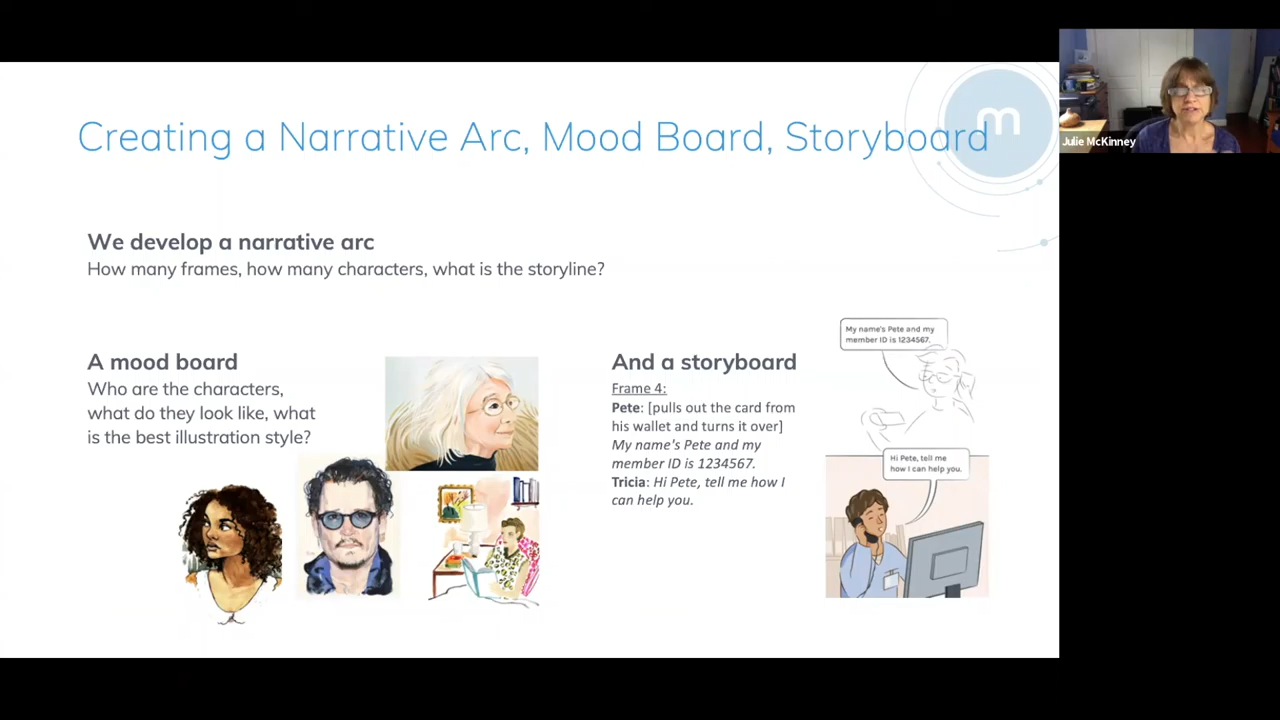 Creating a Narrative Arc, Mood Board, Storyboard
m
Julie McKinney
We develop a narrative arc
How many frames, how many characters, what is the storyline?
A mood board
Who are the characters,
what do they look like, what
is the best illustration style?
And a storyboard
Frame 4:
Pete: [pulls out the card from
his wallet and turns it over]
My name's Pete and my
member ID is 1234567.
Tricia: Hi Pete, tell me how I
can help you.
My name's Pete and my
member ID is 1234567.
Hi Pete, tell me
how I can help you.